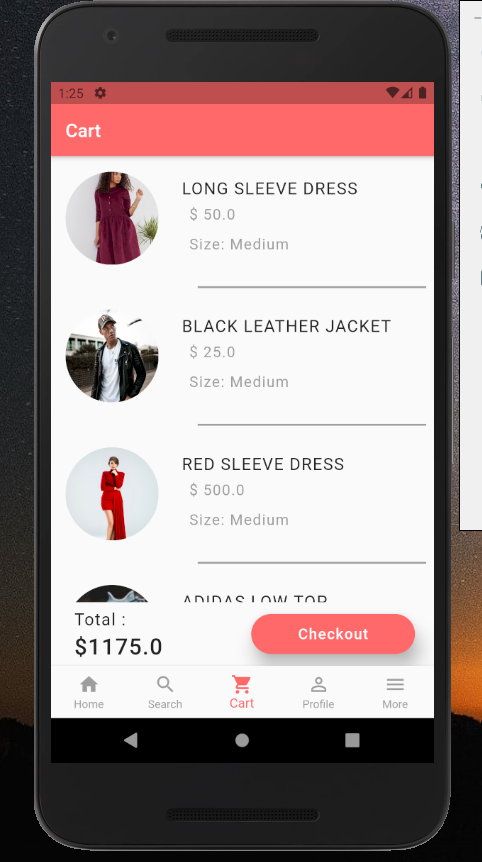 1:25
Cart
LONG SLEEVE DRESS
$ 50.0
Size: Medium
BLACK LEATHER JACKET
$ 25.0
Size: Medium
RED SLEEVE DRESS
$ 500.0
Size: Medium
ADIDAS LOW TOP
Total :
$1175.0
Checkout
Home
Search
Cart
Profile
More